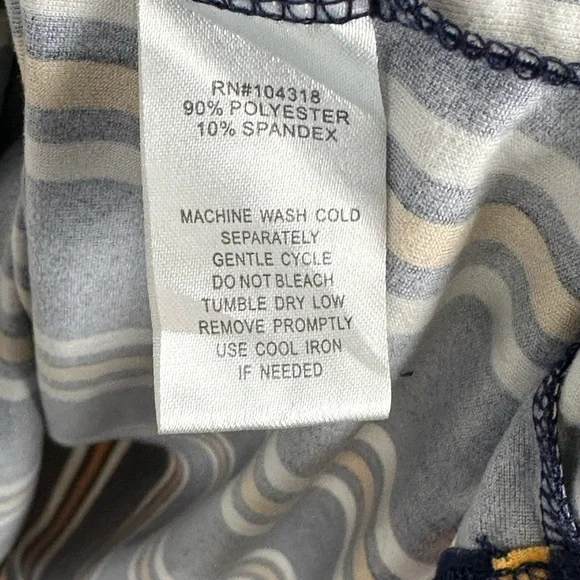 RN#104318
90% POLYESTER
10% SPANDEX
MACHINE WASH COLD
SEPARATELY
GENTLE CYCLE
DO NOT BLEACH
TUMBLE DRY LOW
REMOVE PROMPTLY
USE COOL IRON
IF NEEDED